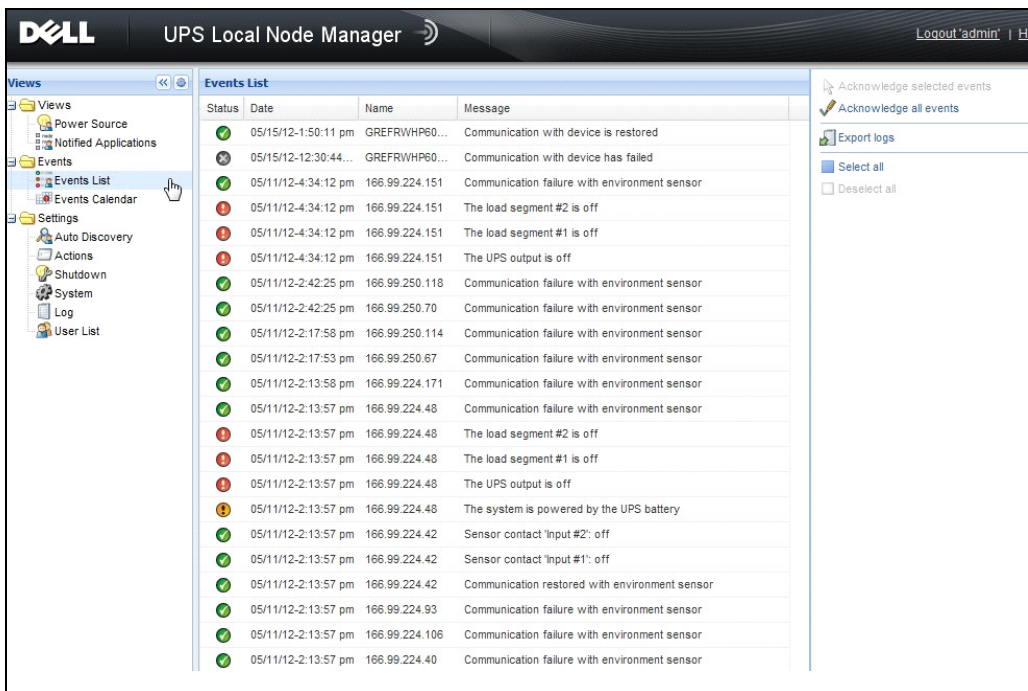 DELL
UPS Local Node Manager
Logout 'admin' | H
Views
Views
Power Source
Notified Applications
Events
Events List
Events Calendar
Settings
Auto Discovery
Actions
Shutdown
System
Log
User List
Events List
Status Date Name Message
05/15/12-1:50:11 pm GREFRWHP60... Communication with device is restored
05/15/12-12:30:44... GREFRWHP60... Communication with device has failed
05/11/12-4:34:12 pm 166.99.224.151 Communication failure with environment sensor
05/11/12-4:34:12 pm 166.99.224.151 The load segment #2 is off
05/11/12-4:34:12 pm 166.99.224.151 The load segment #1 is off
05/11/12-4:34:12 pm 166.99.224.151 The UPS output is off
05/11/12-2:42:25 pm 166.99.250.118 Communication failure with environment sensor
05/11/12-2:42:25 pm 166.99.250.70 Communication failure with environment sensor
05/11/12-2:17:58 pm 166.99.250.114 Communication failure with environment sensor
05/11/12-2:17:53 pm 166.99.250.67 Communication failure with environment sensor
05/11/12-2:13:58 pm 166.99.224.171 Communication failure with environment sensor
05/11/12-2:13:57 pm 166.99.224.48 Communication failure with environment sensor
05/11/12-2:13:57 pm 166.99.224.48 The load segment #2 is off
05/11/12-2:13:57 pm 166.99.224.48 The load segment #1 is off
05/11/12-2:13:57 pm 166.99.224.48 The UPS output is off
05/11/12-2:13:57 pm 166.99.224.48 The system is powered by the UPS battery
05/11/12-2:13:57 pm 166.99.224.42 Sensor contact 'Input #2': off
05/11/12-2:13:57 pm 166.99.224.42 Sensor contact 'Input #1': off
05/11/12-2:13:57 pm 166.99.224.42 Communication restored with environment sensor
05/11/12-2:13:57 pm 166.99.224.93 Communication failure with environment sensor
05/11/12-2:13:57 pm 166.99.224.106 Communication failure with environment sensor
05/11/12-2:13:57 pm 166.99.224.40 Communication failure with environment sensor
Acknowledge selected events
Acknowledge all events
Export logs
Select all
Deselect all